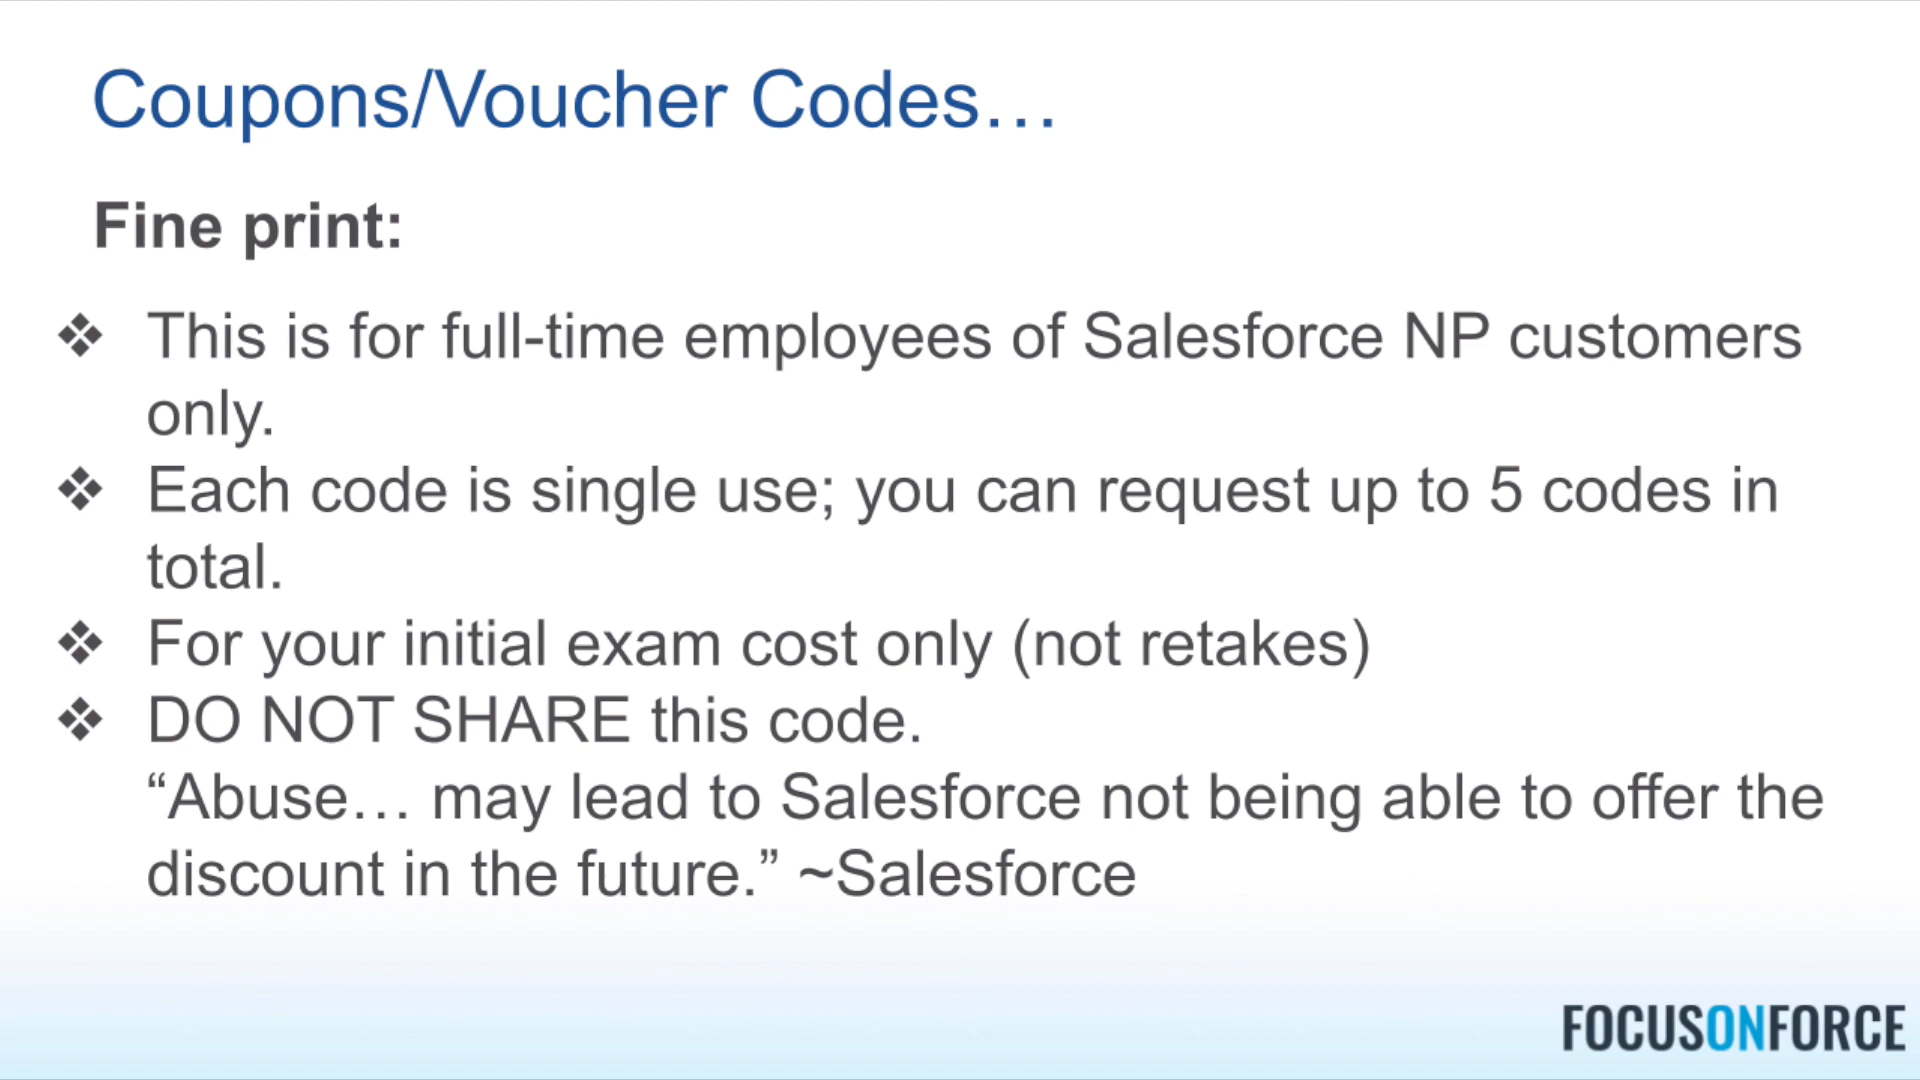 Coupons/Voucher Codes…
Fine print:
❖ This is for full-time employees of Salesforce NP customers
only.
❖ Each code is single use; you can request up to 5 codes in
total.
❖ For your initial exam cost only (not retakes)
❖ DO NOT SHARE this code.
“Abuse… may lead to Salesforce not being able to offer the
discount in the future.” ~Salesforce
FOCUSONFORCE